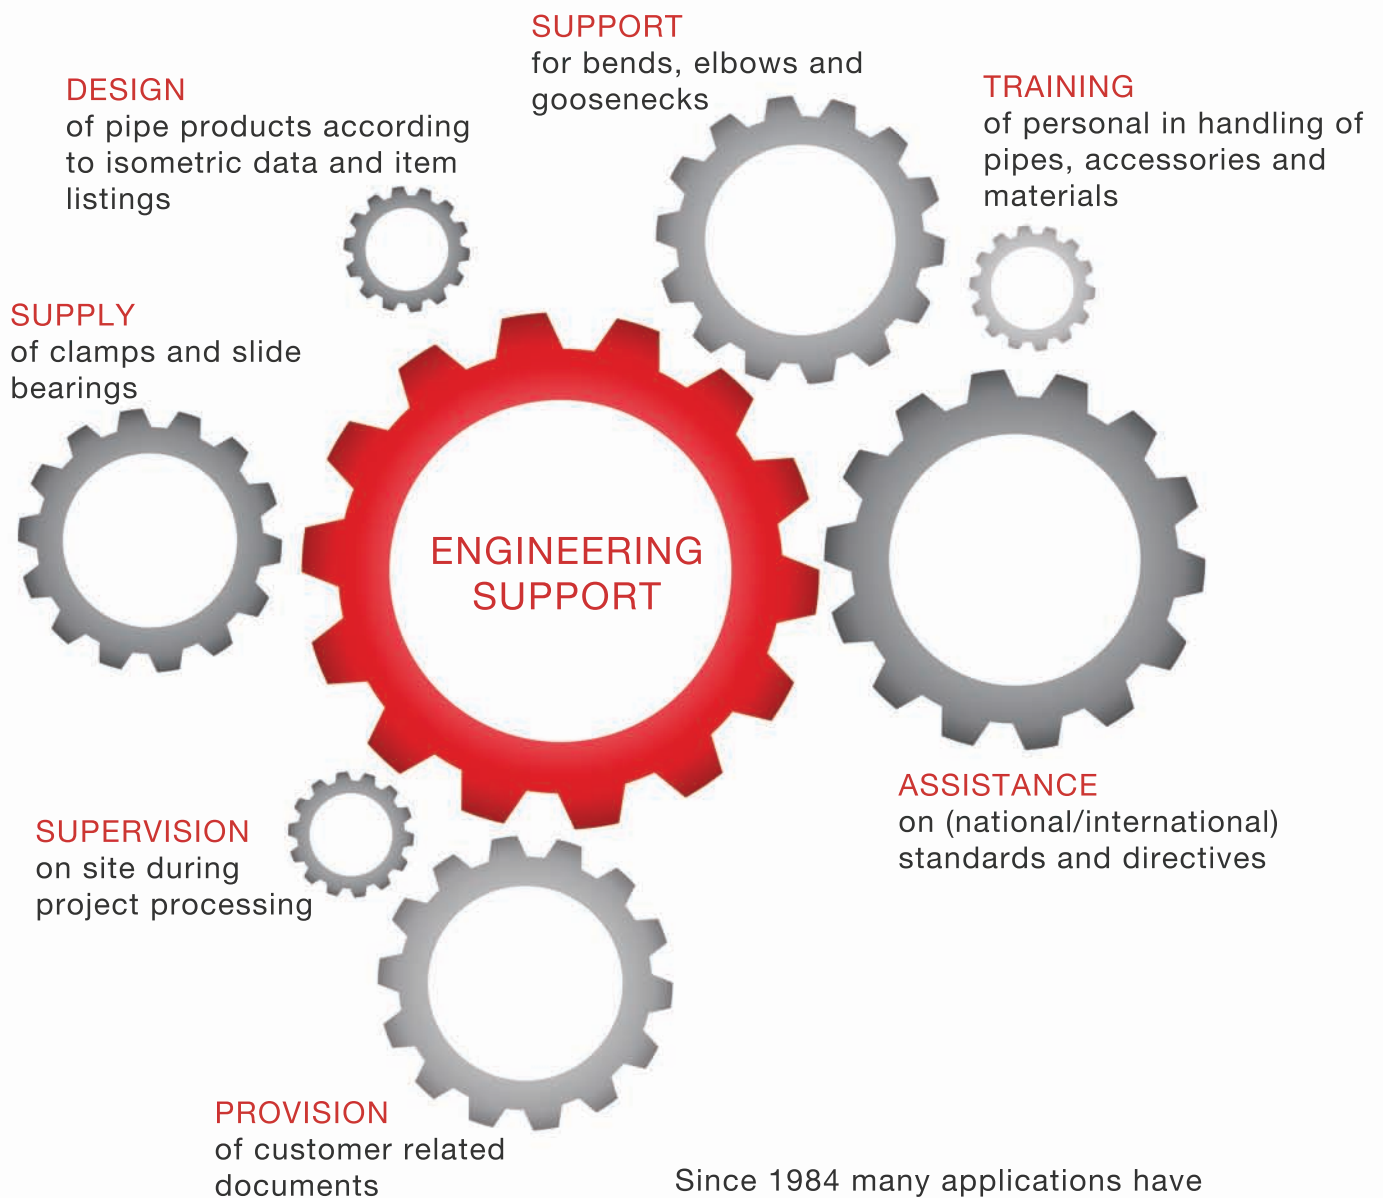 SUPPORT
for bends, elbows and
goosenecks
DESIGN
of pipe products according
to isometric data and item
listings
TRAINING
of personal in handling of
pipes, accessories and
materials
SUPPLY
of clamps and slide
bearings
ENGINEERING
SUPPORT
ASSISTANCE
on (national/international)
standards and directives
SUPERVISION
on site during
project processing
PROVISION
of customer related
documents
Since 1984 many applications have